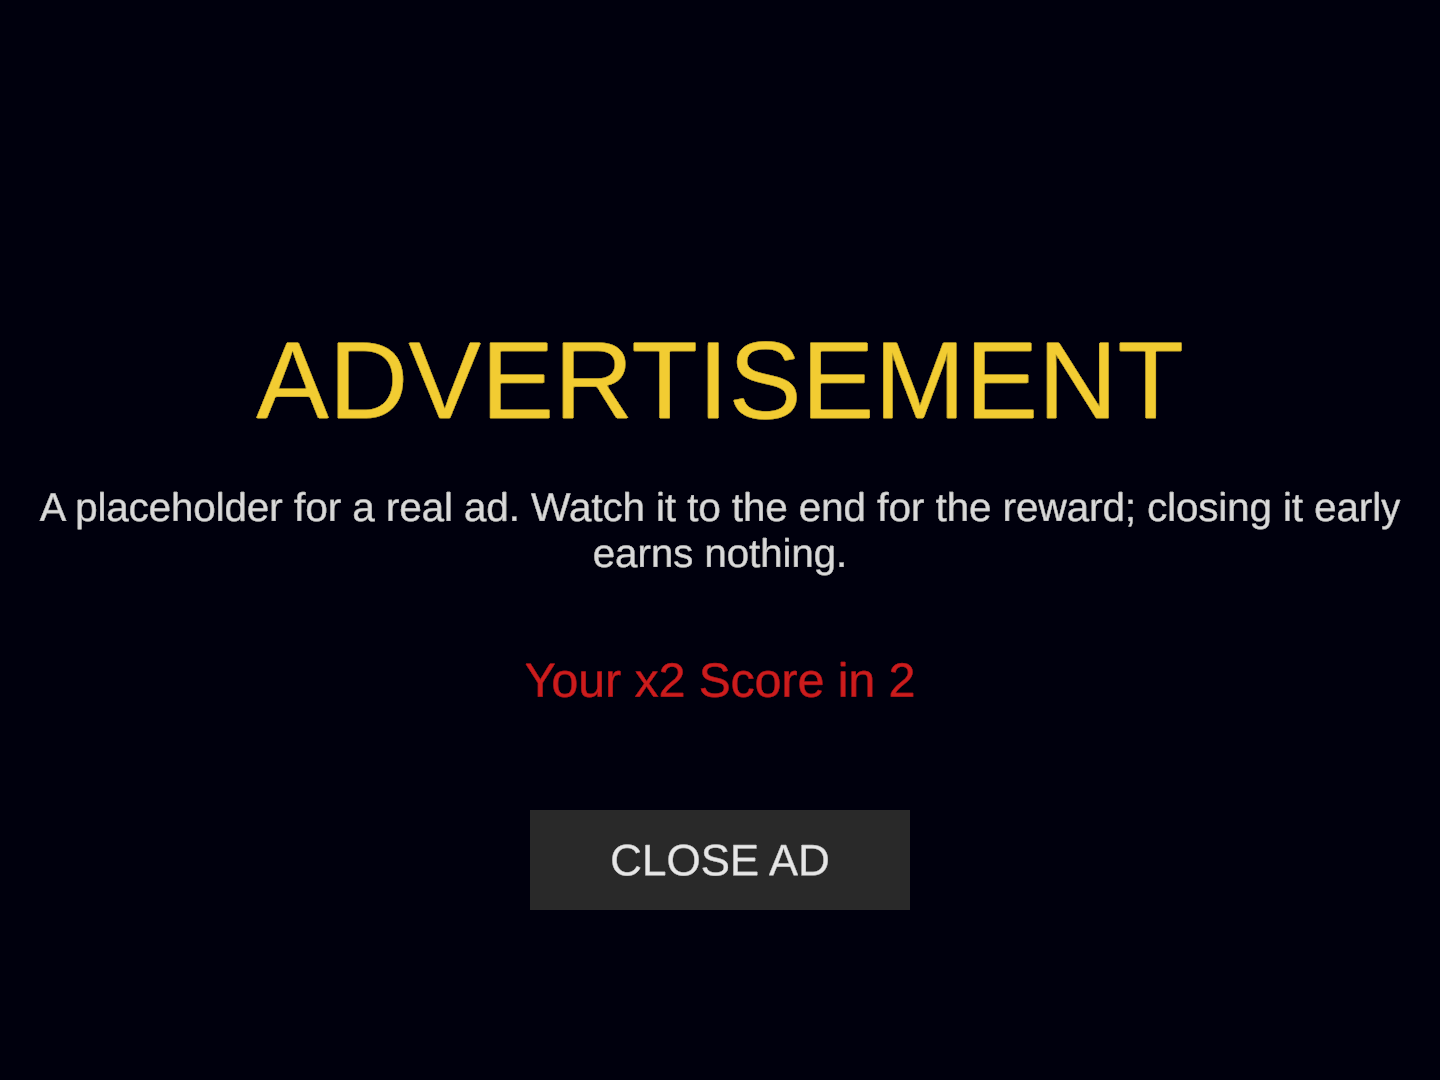 ADVERTISEMENT
A placeholder for a real ad. Watch it to the end for the reward; closing it early
earns nothing.
Your x2 Score in 2
CLOSE AD